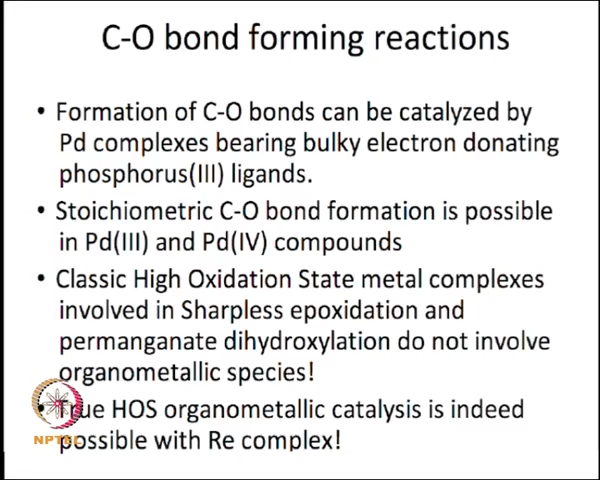 C-O bond forming reactions
• Formation of C-O bonds can be catalyzed by
Pd complexes bearing bulky electron donating
phosphorus(III) ligands.
• Stoichiometric C-O bond formation is possible
in Pd(III) and Pd(IV) compounds
• Classic High Oxidation State metal complexes
involved in Sharpless epoxidation and
permanganate dihydroxylation do not involve
organometallic species!
• True HOS organometallic catalysis is indeed
possible with Re complex!
NPTEL